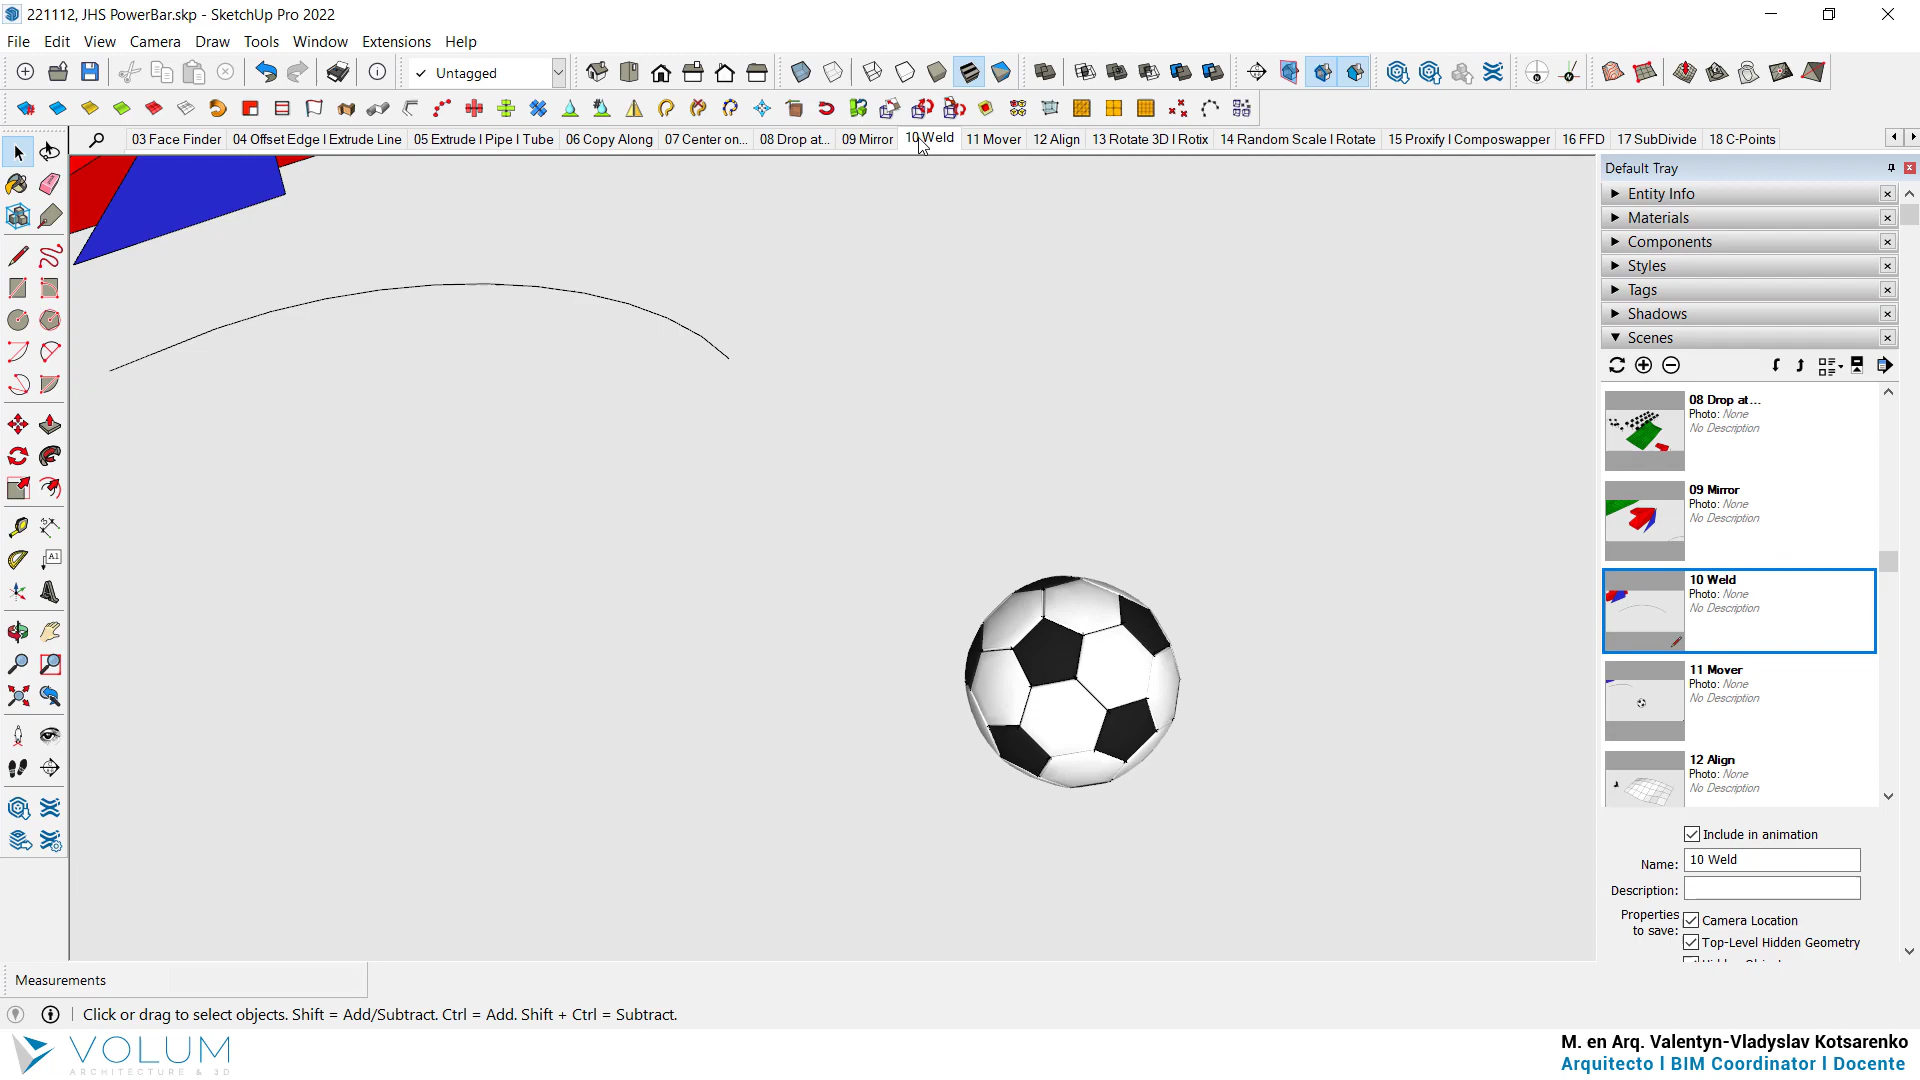 221112, JHS PowerBar.skp - SketchUp Pro 2022
File Edit View Camera Draw Tools Window Extensions Help
✓ Untagged
03 Face Finder 04 Offset Edge I Extrude Line 05 Extrude I Pipe I Tube 06 Copy Along 07 Center on... 08 Drop at... 09 Mirror 10 Weld 11 Mover 12 Align 13 Rotate 3D I Rotix 14 Random Scale I Rotate 15 Proxify I Composwapper 16 FFD 17 SubDivide 18 C-Points
Default Tray
Entity Info
Materials
Components
Styles
Tags
Shadows
Scenes
08 Drop at...
Photo: None
No Description
09 Mirror
Photo: None
No Description
10 Weld
Photo: None
No Description
11 Mover
Photo: None
No Description
12 Align
Photo: None
No Description
Include in animation
Name: 10 Weld
Description:
Properties to save:
Camera Location
Top-Level Hidden Geometry
A1
Measurements
Click or drag to select objects. Shift = Add/Subtract. Ctrl = Add. Shift + Ctrl = Subtract.
VOLUM
ARCHITECTURE & 3D
M. en Arq. Valentyn-Vladyslav Kotsarenko
Arquitecto l BIM Coordinator l Docente